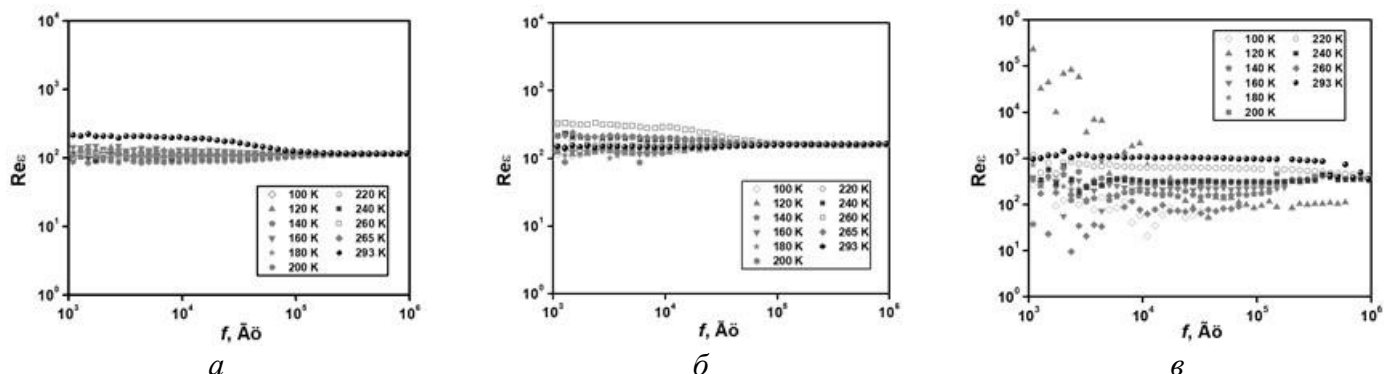 10⁴
10³
10²
10¹
10⁰
Reε
100 K
120 K
140 K
160 K
180 K
200 K
220 K
240 K
260 K
265 K
293 K
10³ 10⁴ 10⁵ 10⁶
f, Ãö
а
10⁴
10³
10²
10¹
10⁰
Reε
100 K
120 K
140 K
160 K
180 K
200 K
220 K
240 K
260 K
265 K
293 K
10³ 10⁴ 10⁵ 10⁶
f, Ãö
б
10⁶
10⁵
10⁴
10³
10²
10¹
10⁰
Reε
100 K
120 K
140 K
160 K
180 K
200 K
220 K
240 K
260 K
293 K
10³ 10⁴ 10⁵ 10⁶
f, Ãö
в